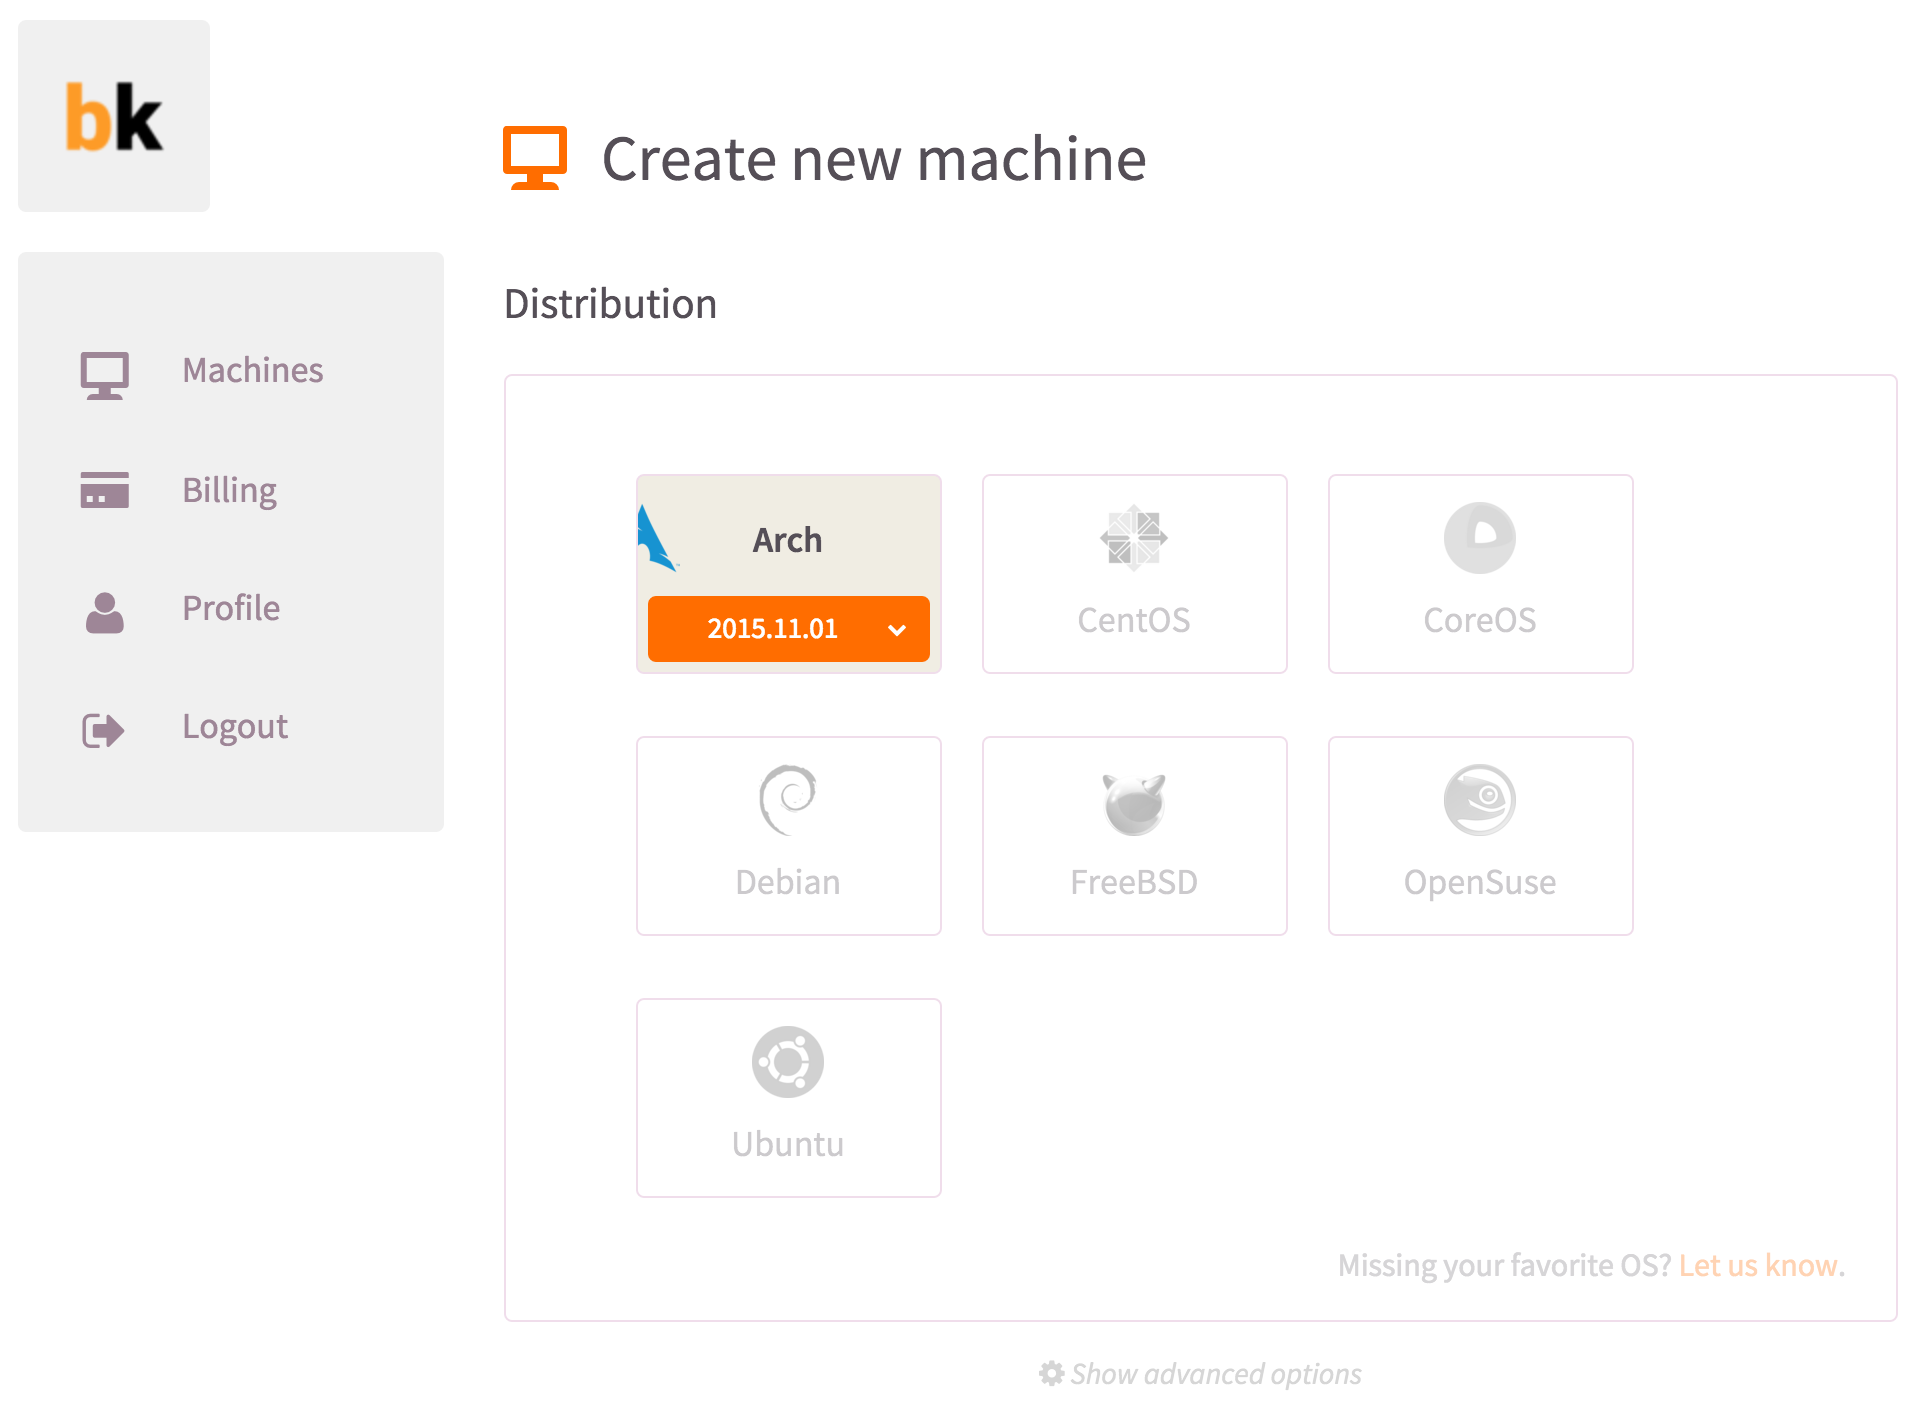 bk
Create new machine
Machines
Billing
Profile
Logout
Distribution
Arch
2015.11.01
CentOS
CoreOS
Debian
FreeBSD
OpenSuse
Ubuntu
Missing your favorite OS? Let us know.
Show advanced options